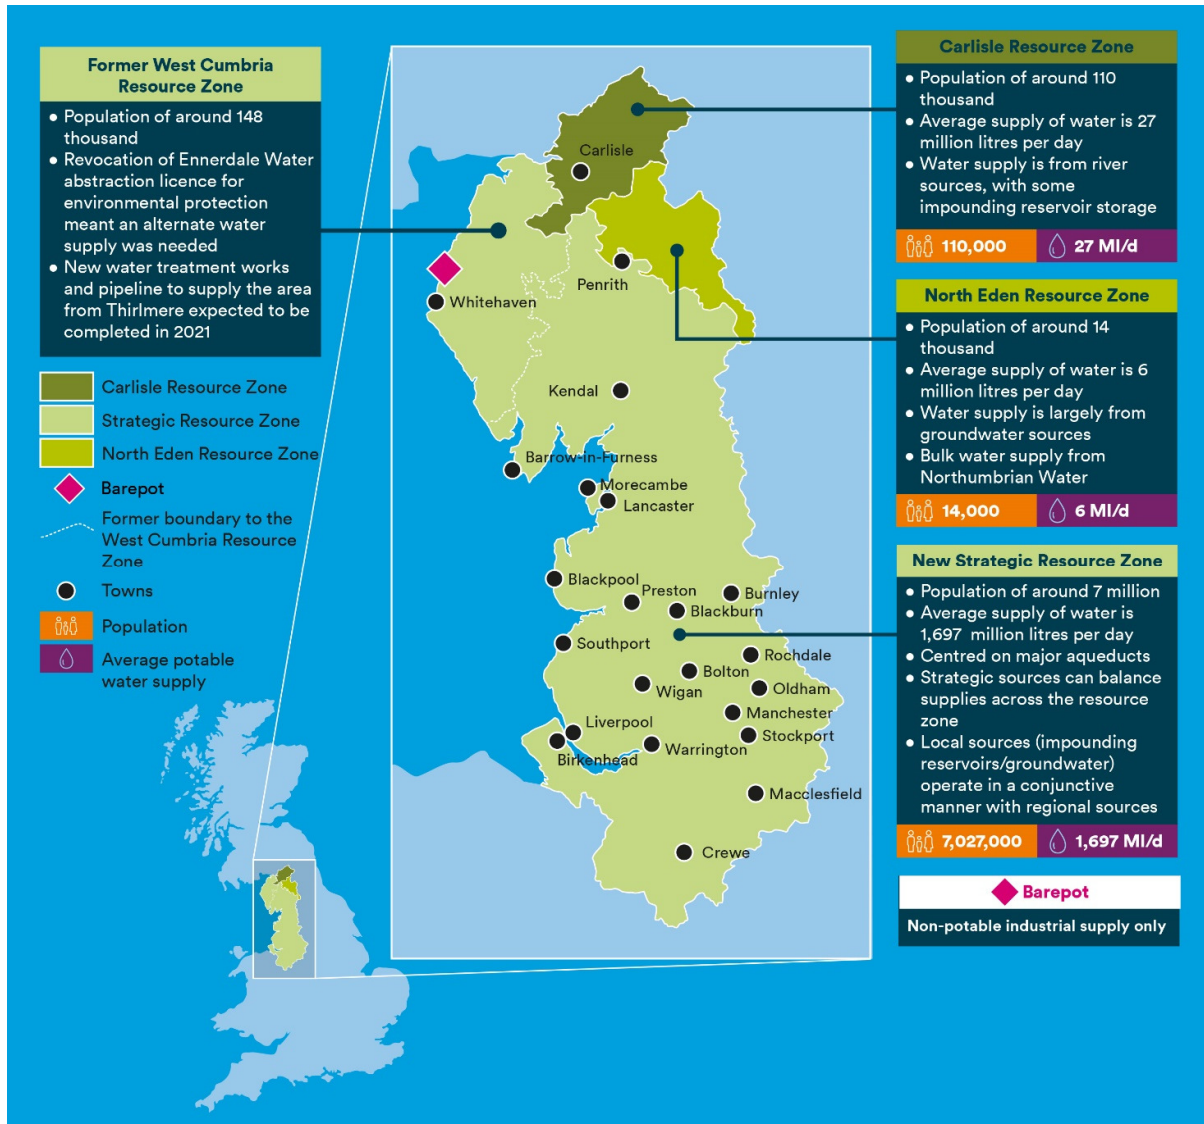 Former West Cumbria
Resource Zone
• Population of around 148
thousand
• Revocation of Ennerdale Water
abstraction licence for
environmental protection
meant an alternate water
supply was needed
• New water treatment works
and pipeline to supply the area
from Thirlmere expected to be
completed in 2021
Carlisle Resource Zone
Strategic Resource Zone
North Eden Resource Zone
Barepot
Former boundary to the
West Cumbria Resource
Zone
Towns
Population
Average potable
water supply
Carlisle
Penrith
Whitehaven
Kendal
Barrow-in-Furness
Morecambe
Lancaster
Blackpool
Preston
Burnley
Blackburn
Southport
Rochdale
Bolton
Wigan
Oldham
Manchester
Liverpool
Stockport
Warrington
Birkenhead
Macclesfield
Crewe
Carlisle Resource Zone
• Population of around 110
thousand
• Average supply of water is 27
million litres per day
• Water supply is from river
sources, with some
impounding reservoir storage
110,000
27 Ml/d
North Eden Resource Zone
• Population of around 14
thousand
• Average supply of water is 6
million litres per day
• Water supply is largely from
groundwater sources
• Bulk water supply from
Northumbrian Water
14,000
6 Ml/d
New Strategic Resource Zone
• Population of around 7 million
• Average supply of water is
1,697 million litres per day
• Centred on major aqueducts
• Strategic sources can balance
supplies across the resource
zone
• Local sources (impounding
reservoirs/groundwater)
operate in a conjunctive
manner with regional sources
7,027,000
1,697 Ml/d
Barepot
Non-potable industrial supply only